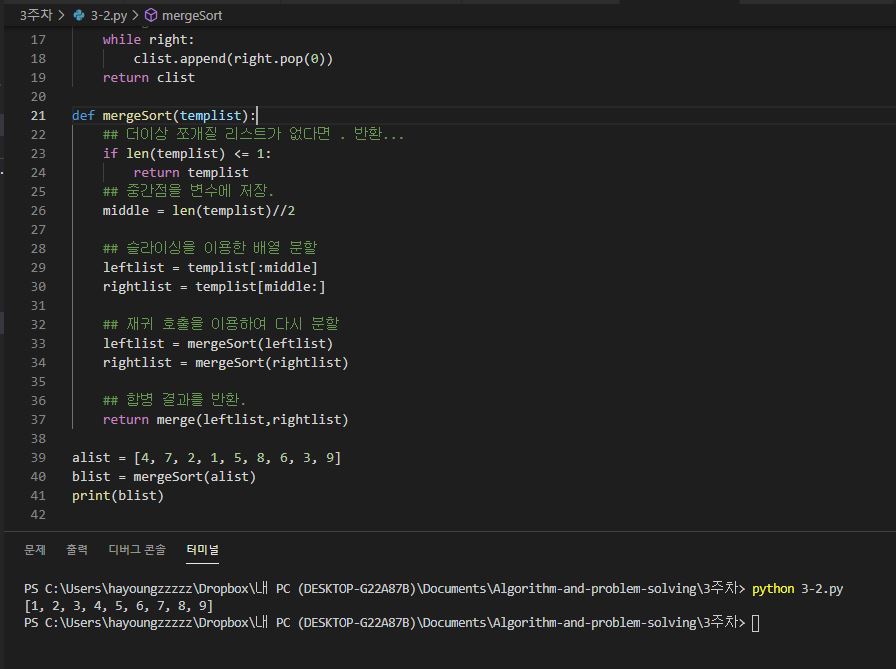 3주차 > 3-2.py > mergeSort
17 while right:
18 clist.append(right.pop(0))
19 return clist
20
21 def mergeSort(templist):
22 ## 더이상 쪼개질 리스트가 없다면 . 반환...
23 if len(templist) <= 1:
24 return templist
25 ## 중간점을 변수에 저장.
26 middle = len(templist)//2
27
28 ## 슬라이싱을 이용한 배열 분할
29 leftlist = templist[:middle]
30 rightlist = templist[middle:]
31
32 ## 재귀 호출을 이용하여 다시 분할
33 leftlist = mergeSort(leftlist)
34 rightlist = mergeSort(rightlist)
35
36 ## 합병 결과를 반환.
37 return merge(leftlist,rightlist)
38
39 alist = [4, 7, 2, 1, 5, 8, 6, 3, 9]
40 blist = mergeSort(alist)
41 print(blist)
42
문제 출력 디버그 콘솔 터미널
PS C:\Users\hayoungzzzzz\Dropbox\내 PC (DESKTOP-G22A87B)\Documents\Algorithm-and-problem-solving\3주차> python 3-2.py
[1, 2, 3, 4, 5, 6, 7, 8, 9]
PS C:\Users\hayoungzzzzz\Dropbox\내 PC (DESKTOP-G22A87B)\Documents\Algorithm-and-problem-solving\3주차>